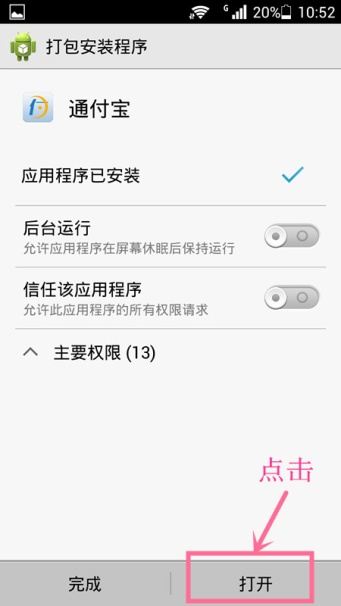 G 20% 10:52
打包安装程序
通付宝
应用程序已安装
后台运行
允许应用程序在屏幕休眠后保持运行
信任该应用程序
允许此应用程序的所有权限请求
主要权限 (13)
点击
完成 打开